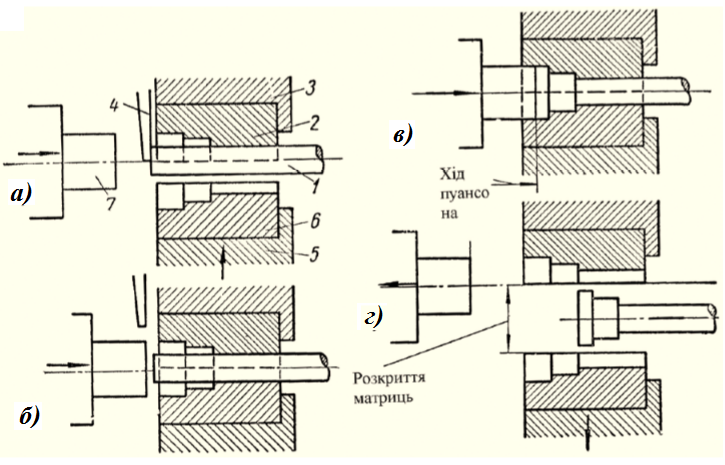 а)
4
3
2
1
7
6
5
б)
в)
Хід
пуансо
на
г)
Розкриття
матриць